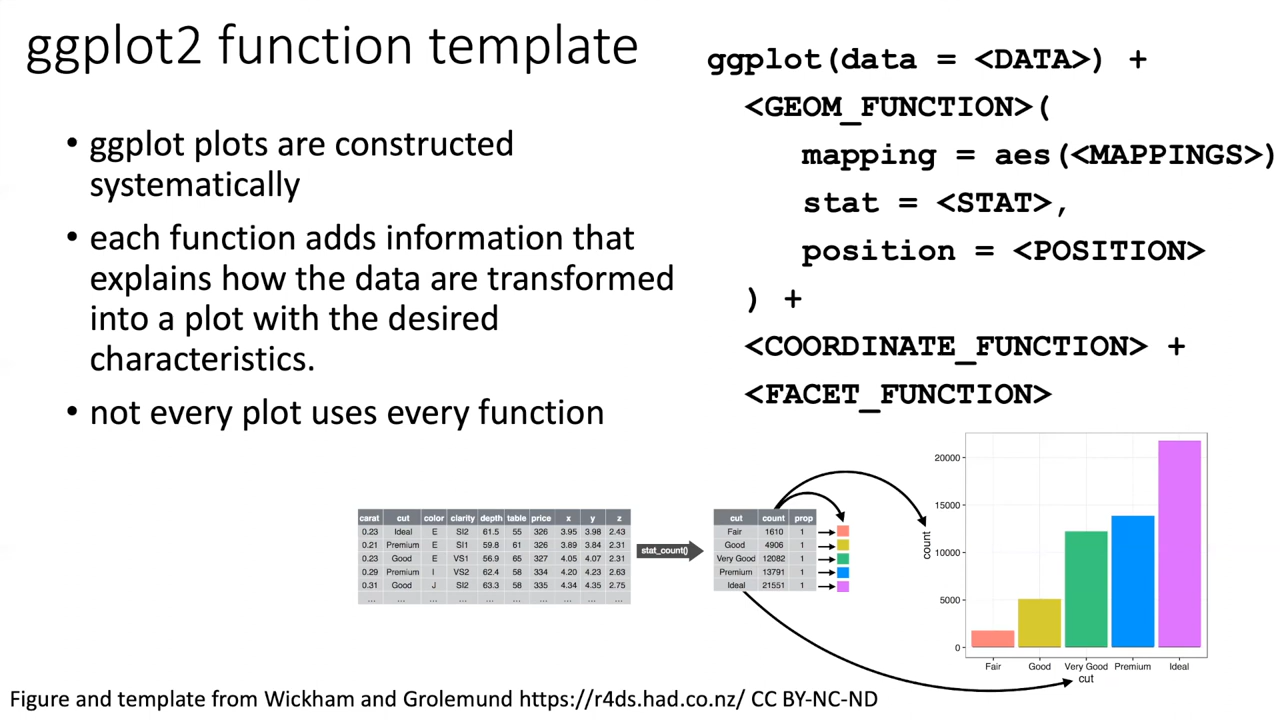 ggplot2 function template
• ggplot plots are constructed
systematically
• each function adds information that
explains how the data are transformed
into a plot with the desired
characteristics.
• not every plot uses every function
ggplot(data = <DATA>) +
<GEOM_FUNCTION>(
mapping = aes(<MAPPINGS>)
stat = <STAT>,
position = <POSITION>
) +
<COORDINATE_FUNCTION> +
<FACET_FUNCTION>
carat cut color clarity depth table price x y z
0.23 Ideal E SI2 61.5 55 326 3.95 3.98 2.43
0.21 Premium E SI1 59.8 61 326 3.89 3.84 2.31
0.23 Good E VS1 56.9 65 327 4.05 4.07 2.31
0.29 Premium I VS2 62.4 58 334 4.20 4.23 2.63
0.31 Good J SI2 63.3 58 335 4.34 4.35 2.75
... ... ... ... ... ... ... ... ... ...
stat_count()
cut count prop
Fair 1610 1
Good 4906 1
Very Good 12082 1
Premium 13791 1
Ideal 21551 1
count
20000
15000
10000
5000
0
Fair Good Very Good Premium Ideal
cut
Figure and template from Wickham and Grolemund https://r4ds.had.co.nz/ CC BY-NC-ND